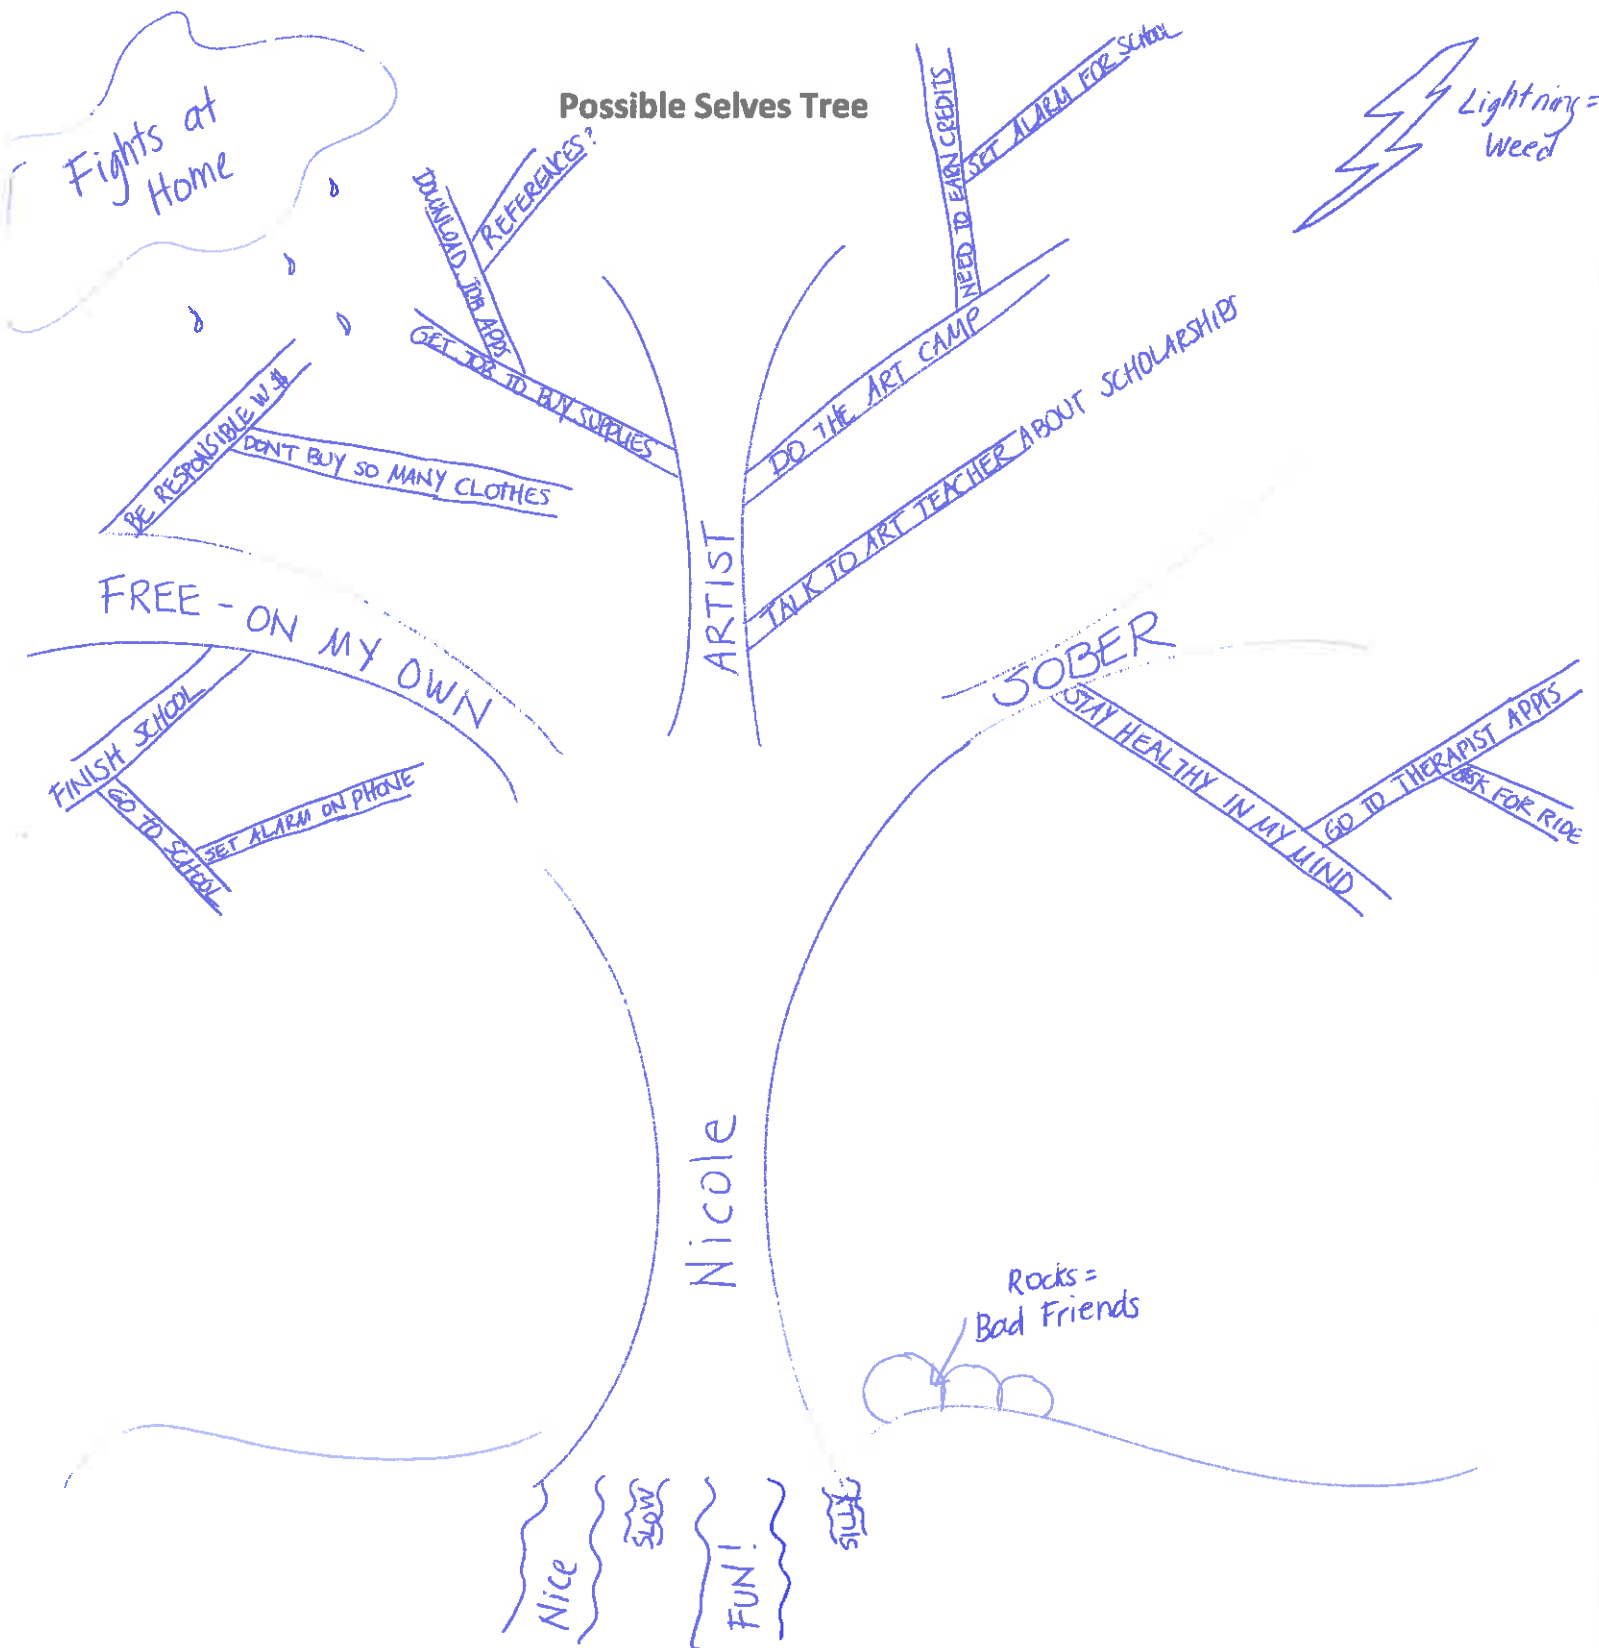 Possible Selves Tree
Fights at
Home
Lightning =
Weed
DOWNLOAD JOB APPS
REFERENCES?
GET JOB TO BUY SUPPLIES
NEED TO EARN CREDITS
SET ALARM FOR SCHOOL
DO THE ART CAMP
TALK TO ART TEACHER ABOUT SCHOLARSHIPS
ARTIST
BE RESPONSIBLE W. $
DONT BUY SO MANY CLOTHES
FREE - ON MY OWN
FINISH SCHOOL
GO TO SCHOOL
SET ALARM ON PHONE
SOBER
STAY HEALTHY IN MY MIND
GO TO THERAPIST APPTS
ASK FOR RIDE
Nicole
Rocks =
Bad Friends
Nice
SLOW
FUN!
SILLY